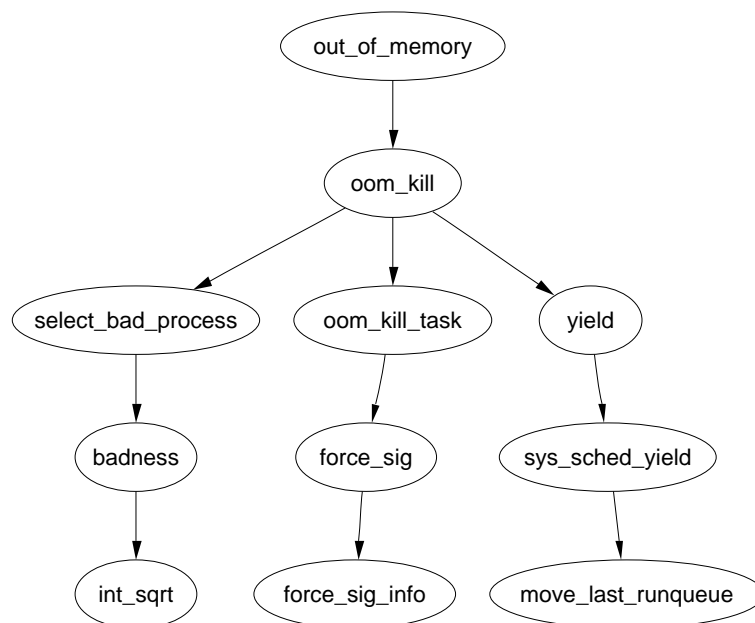 out_of_memory
oom_kill
select_bad_process
oom_kill_task
yield
badness
force_sig
sys_sched_yield
int_sqrt
force_sig_info
move_last_runqueue